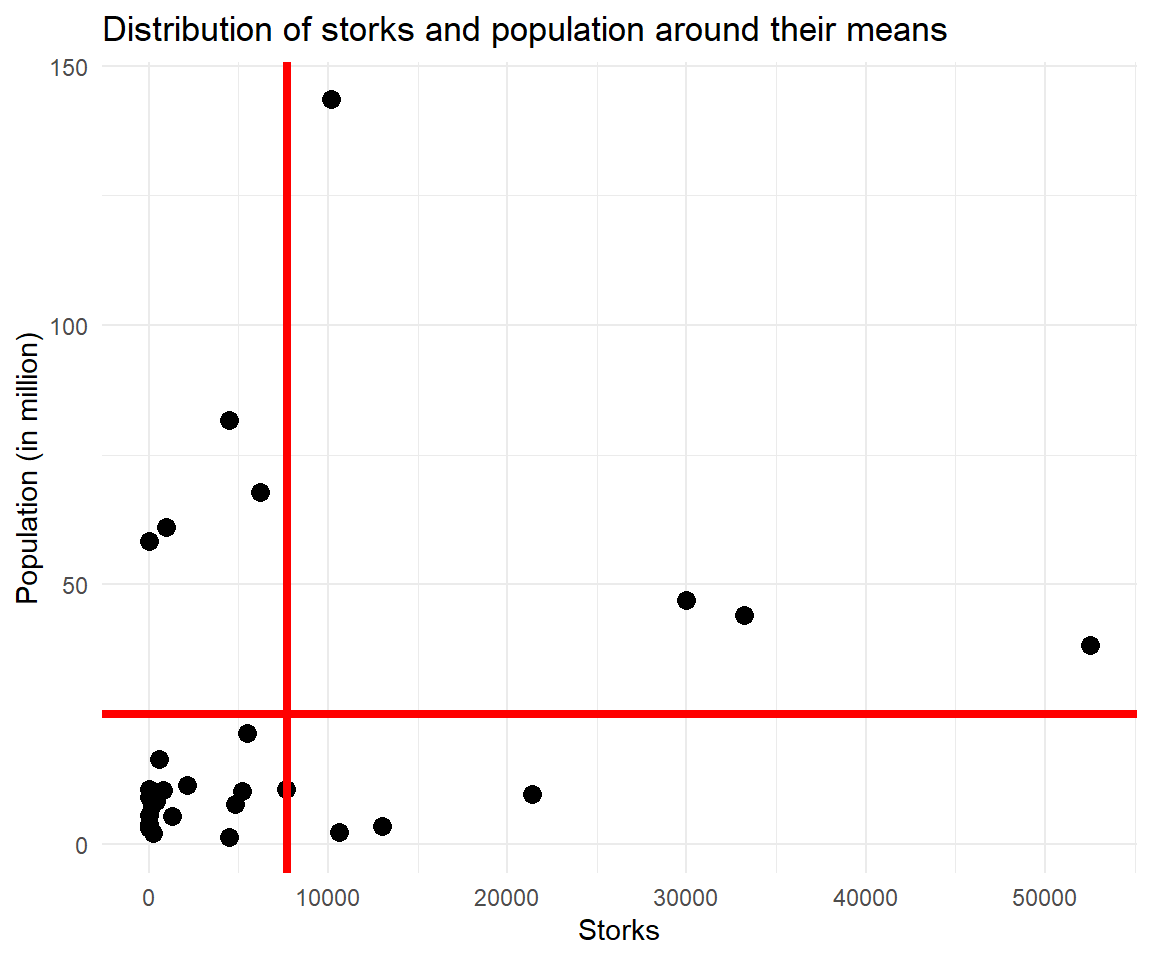 Distribution of storks and population around their means
150
100
50
0
Population (in million)
0 10000 20000 30000 40000 50000
Storks